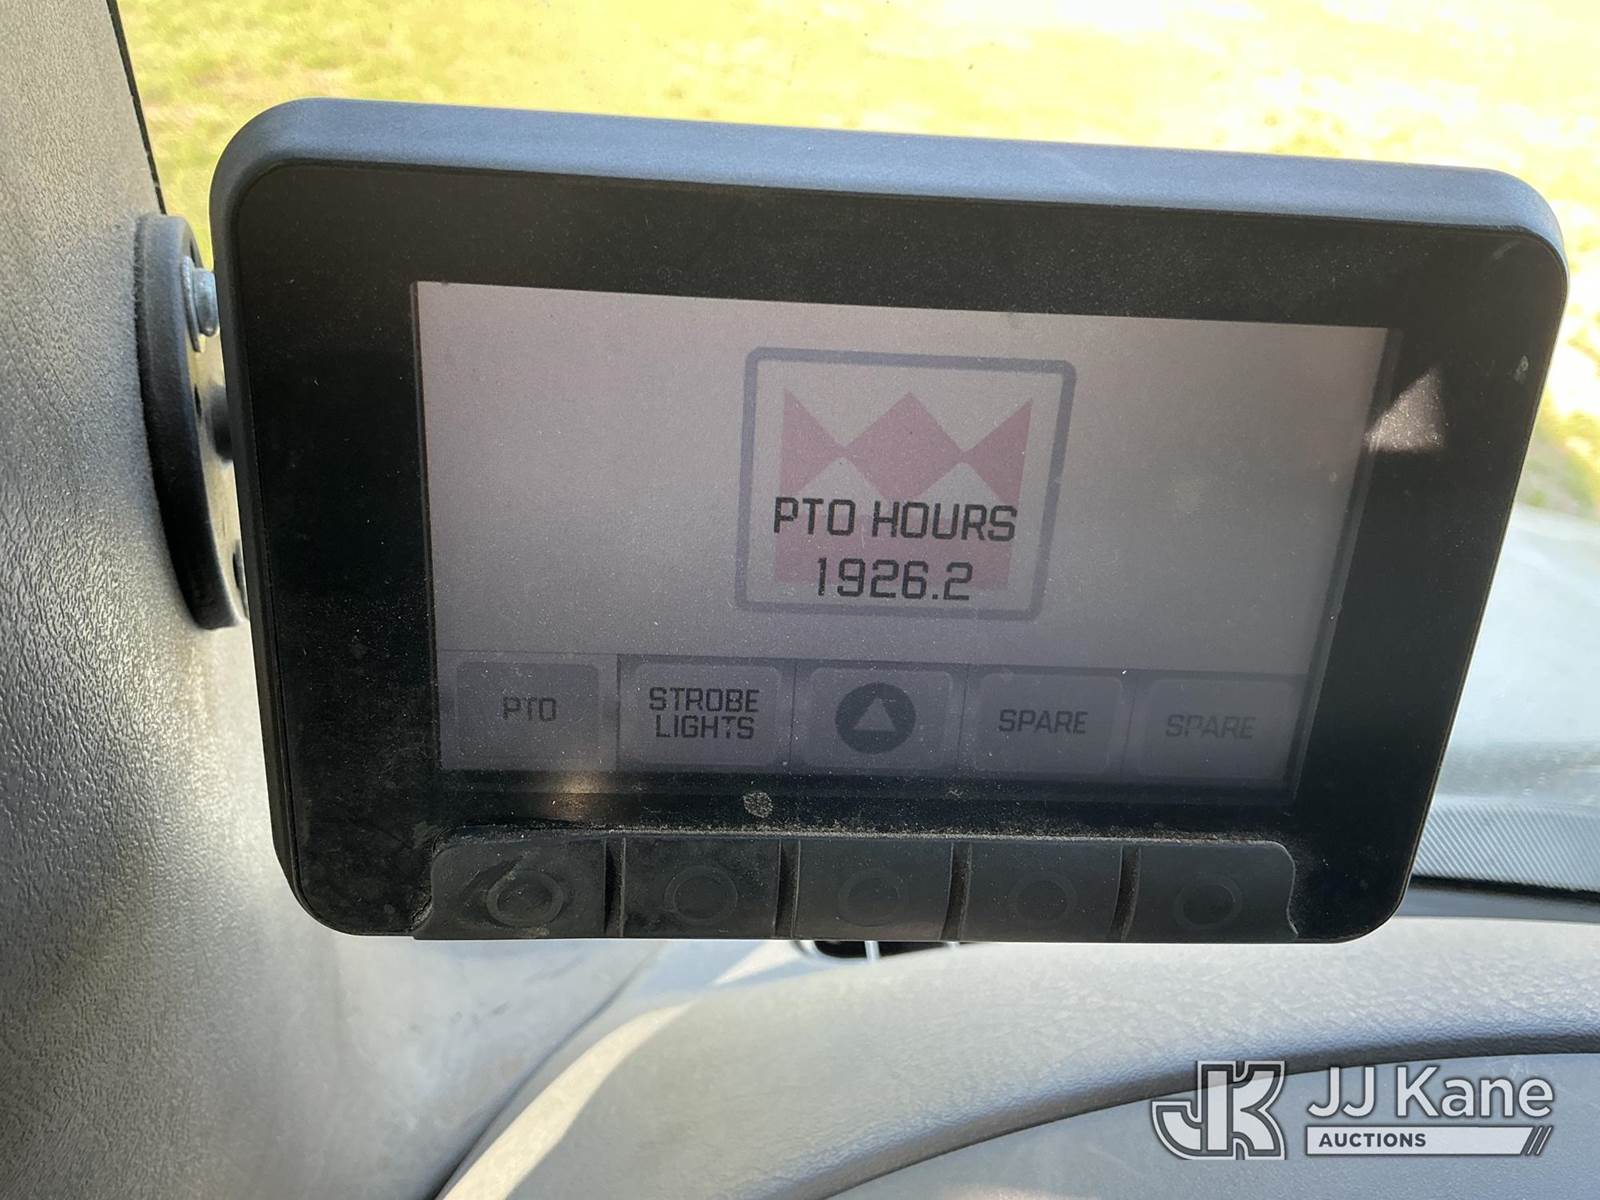 PTO HOURS
1926.2
PTO
STROBE
LIGHTS
SPARE
SPARE
JJ Kane
AUCTIONS